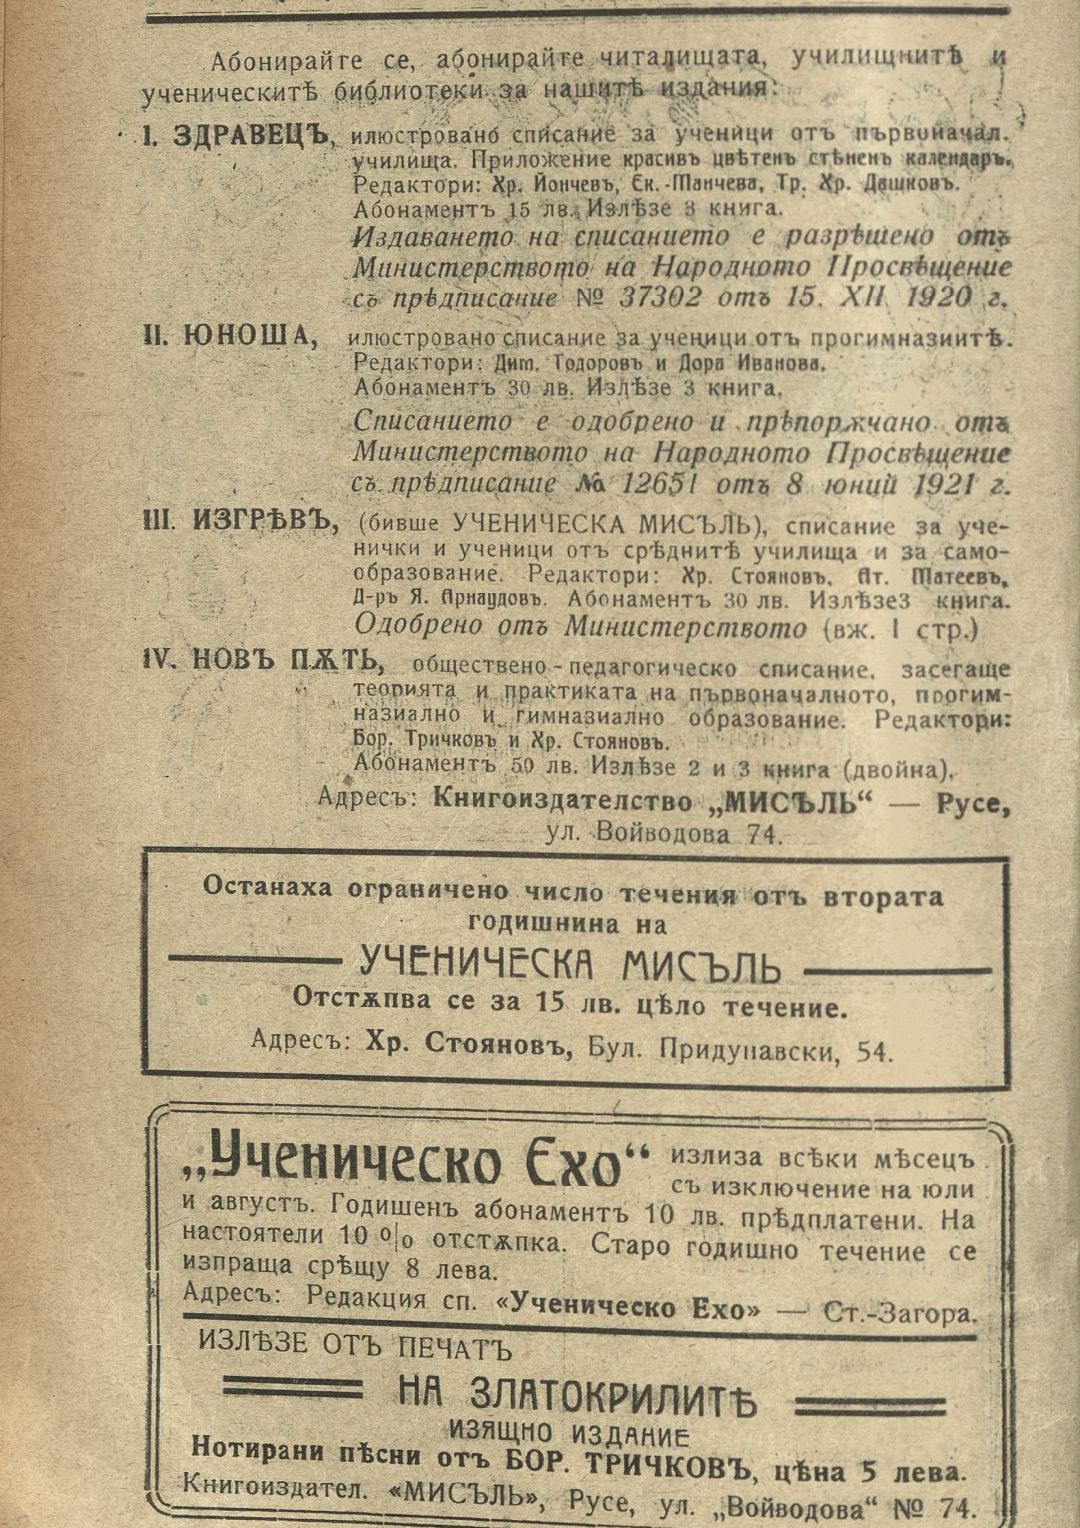 Абонирайте се, абонирайте читалищата, училищнитѣ и
ученическитѣ библиотеки за нашитѣ издания:
I. ЗДРАВЕЦЪ, илюстровано списание за ученици отъ първоначал.
училища. Приложение красивъ цвѣтенъ стѣненъ календаръ.
Редактори: Хр. Йончевъ, Ек. Манчева, Тр. Хр. Дашковъ.
Абонаментъ 15 лв. Излѣзе 3 книга.
Издаването на списанието е разрѣшено отъ
Министерството на Народното Просвѣщение
съ прѣдписание № 37302 отъ 15. XII. 1920 г.
II. ЮНОША, илюстровано списание за ученици отъ прогимназиитѣ.
Редактори: Дим. Тодоровъ и Дора Иванова.
Абонаментъ 30 лв. Излѣзе 3 книга.
Списанието е одобрено и прѣпорѫчано отъ
Министерството на Народното Просвѣщение
съ прѣдписание № 12651 отъ 8 юний 1921 г.
III. ИЗГРѢВЪ, (бивше УЧЕНИЧЕСКА МИСЪЛЬ), списание за уче-
нички и ученици отъ срѣднитѣ училища и за само-
образование. Редактори: Хр. Стояновъ, Ат. Матеевъ,
Д-ръ Я. Арнаудовъ. Абонаментъ 30 лв. Излѣзе3 книга.
Одобрено отъ Министерството (вж. I стр.)
IV. НОВЪ ПѪТЬ, обществено-педагогическо списание, засегаще
теорията и практиката на първоначалното, прогим-
назиално и гимназиално образование. Редактори:
Бор. Тричковъ и Хр. Стояновъ.
Абонаментъ 50 лв. Излѣзе 2 и 3 книга (двойна).
Адресъ: Книгоиздателство „МИСЪЛЬ“ — Русе,
ул. Войводова 74.
Останаха ограничено число течения отъ втората
годишнина на
УЧЕНИЧЕСКА МИСЪЛЬ
Отстѫпва се за 15 лв. цѣло течение.
Адресъ: Хр. Стояновъ, Бул. Придунавски, 54.
„Ученическо Ехо“ излиза всѣки мѣсецъ
съ изключение на юли
и августъ. Годишенъ абонаментъ 10 лв. прѣдплатени. На
настоятели 10 % отстѫпка. Старо годишно течение се
изпраща срѣщу 8 лева.
Адресъ: Редакция сп. «Ученическо Ехо» — Ст.-Загора.
ИЗЛѢЗЕ ОТЪ ПЕЧАТЪ
НА ЗЛАТОКРИЛИТѢ
ИЗЯЩНО ИЗДАНИЕ
Нотирани пѣсни отъ БОР. ТРИЧКОВЪ, цѣна 5 лева.
Книгоиздател. «МИСЪЛЬ», Русе, ул. „Войводова“ № 74.